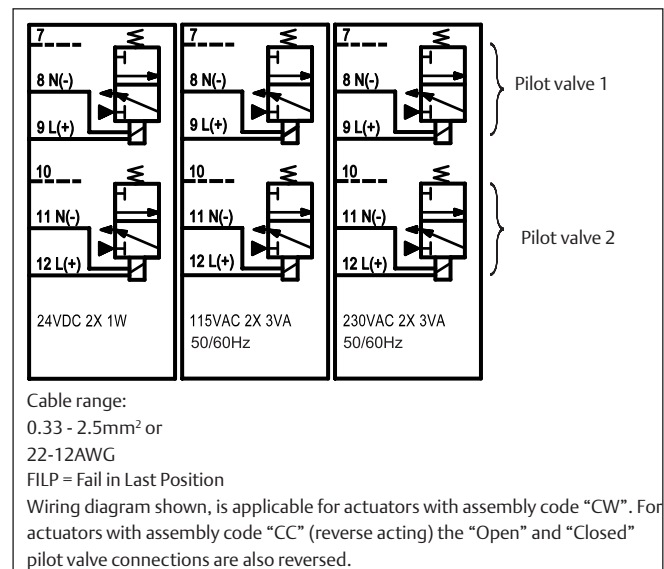 7
8 N(-)
9 L(+)
10
11 N(-)
12 L(+)
24VDC 2X 1W
7
8 N(-)
9 L(+)
10
11 N(-)
12 L(+)
115VAC 2X 3VA
50/60Hz
7
8 N(-)
9 L(+)
10
11 N(-)
12 L(+)
230VAC 2X 3VA
50/60Hz
Pilot valve 1
Pilot valve 2
Cable range:
0.33 - 2.5mm² or
22-12AWG
FILP = Fail in Last Position
Wiring diagram shown, is applicable for actuators with assembly code “CW”. For
actuators with assembly code “CC” (reverse acting) the “Open” and “Closed”
pilot valve connections are also reversed.